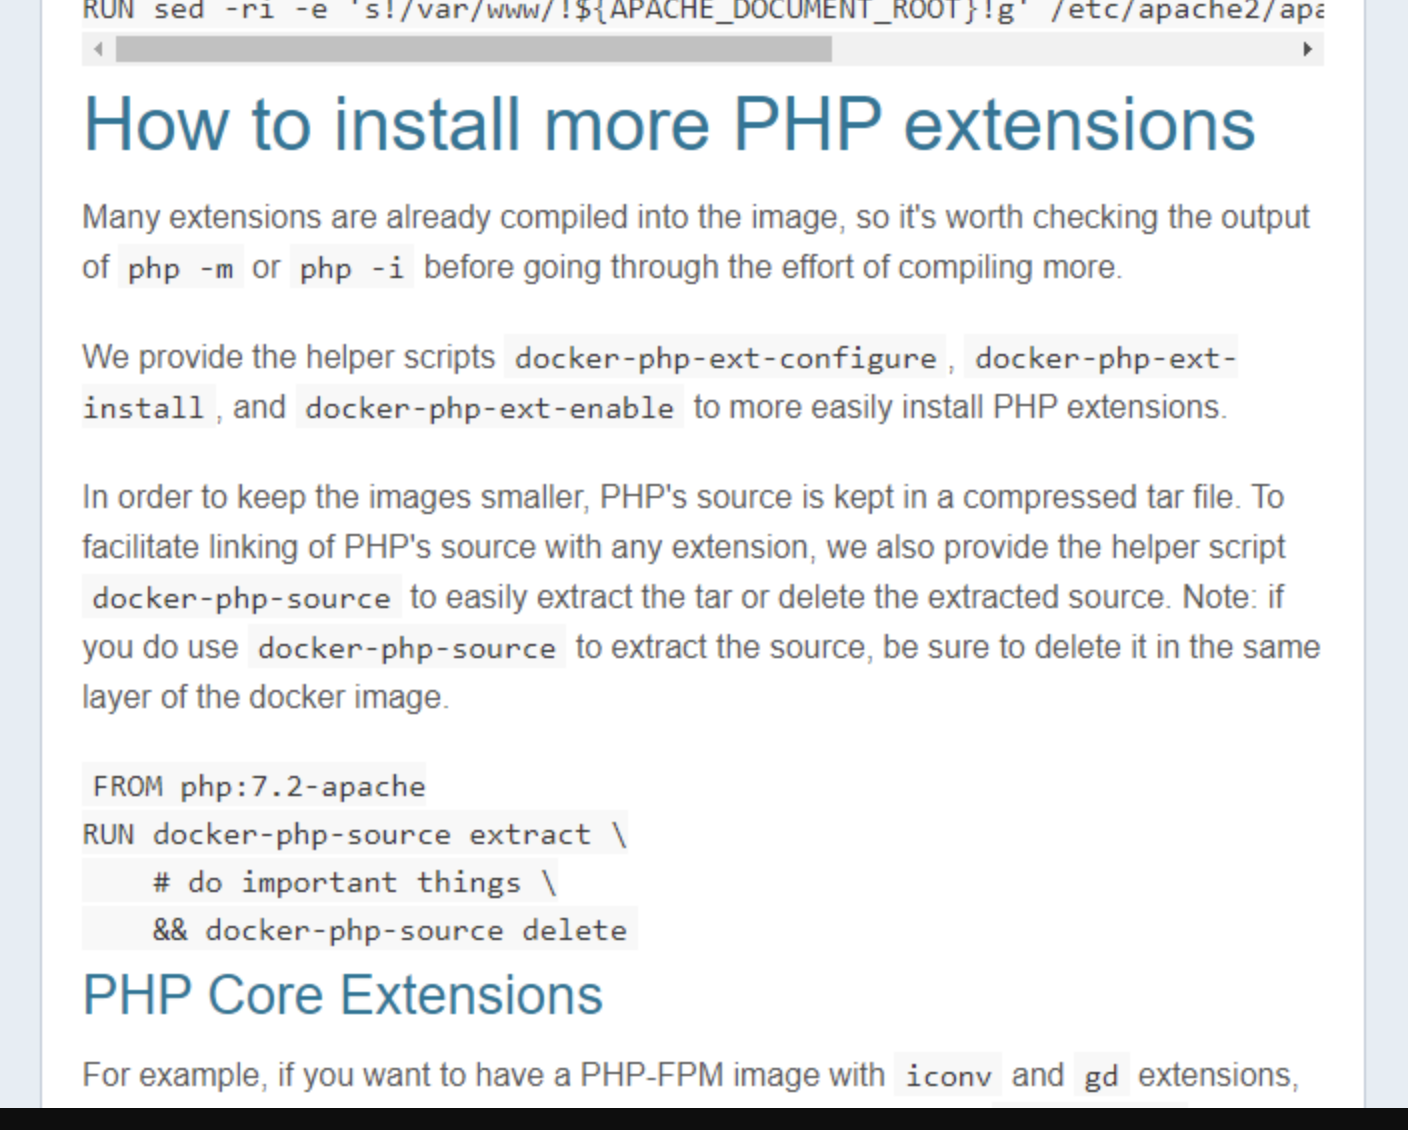 RUN sed -ri -e 's!/var/www/!${APACHE_DOCUMENT_ROOT}!g' /etc/apache2/apa
How to install more PHP extensions
Many extensions are already compiled into the image, so it's worth checking the output
of php -m or php -i before going through the effort of compiling more.
We provide the helper scripts docker-php-ext-configure , docker-php-ext-
install , and docker-php-ext-enable to more easily install PHP extensions.
In order to keep the images smaller, PHP's source is kept in a compressed tar file. To
facilitate linking of PHP's source with any extension, we also provide the helper script
docker-php-source to easily extract the tar or delete the extracted source. Note: if
you do use docker-php-source to extract the source, be sure to delete it in the same
layer of the docker image.
FROM php:7.2-apache
RUN docker-php-source extract \
    # do important things \
    && docker-php-source delete
PHP Core Extensions
For example, if you want to have a PHP-FPM image with iconv and gd extensions,